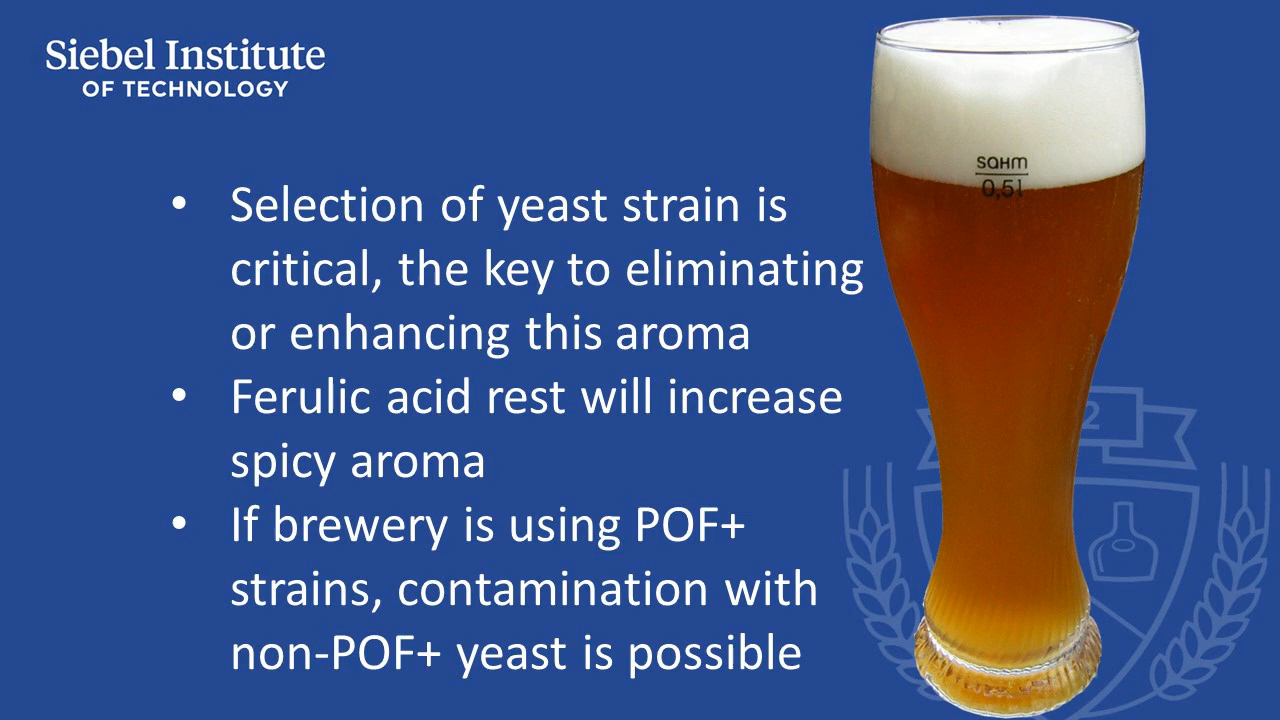 Siebel Institute
OF TECHNOLOGY
• Selection of yeast strain is
critical, the key to eliminating
or enhancing this aroma
• Ferulic acid rest will increase
spicy aroma
• If brewery is using POF+
strains, contamination with
non-POF+ yeast is possible
sahm
0,5l
2